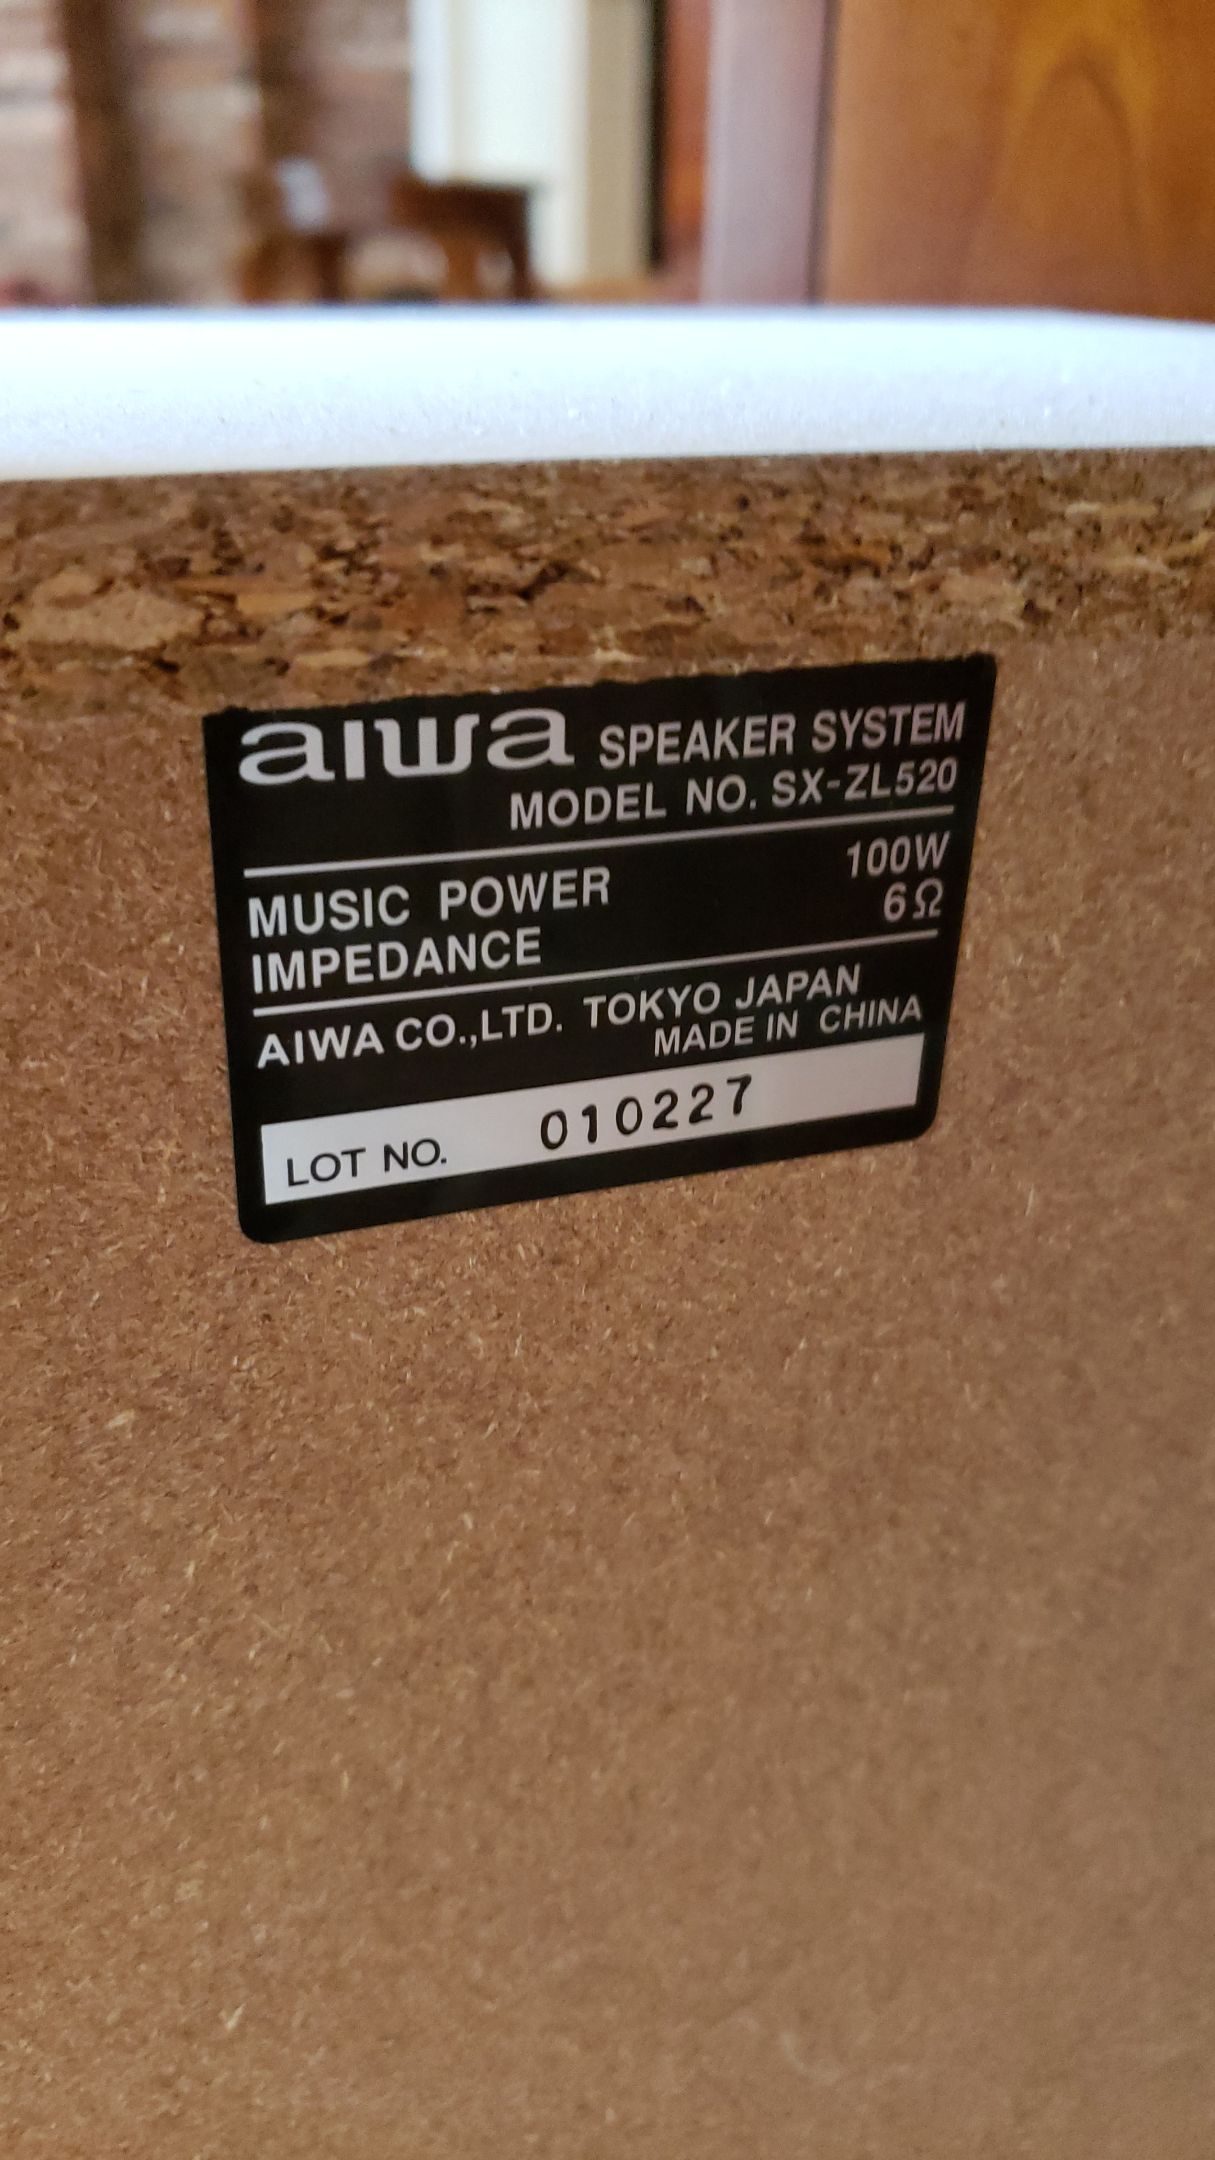 aiwa SPEAKER SYSTEM
MODEL NO. SX-ZL520
MUSIC POWER 100W
IMPEDANCE 6Ω
AIWA CO.,LTD. TOKYO JAPAN
MADE IN CHINA
LOT NO. 010227